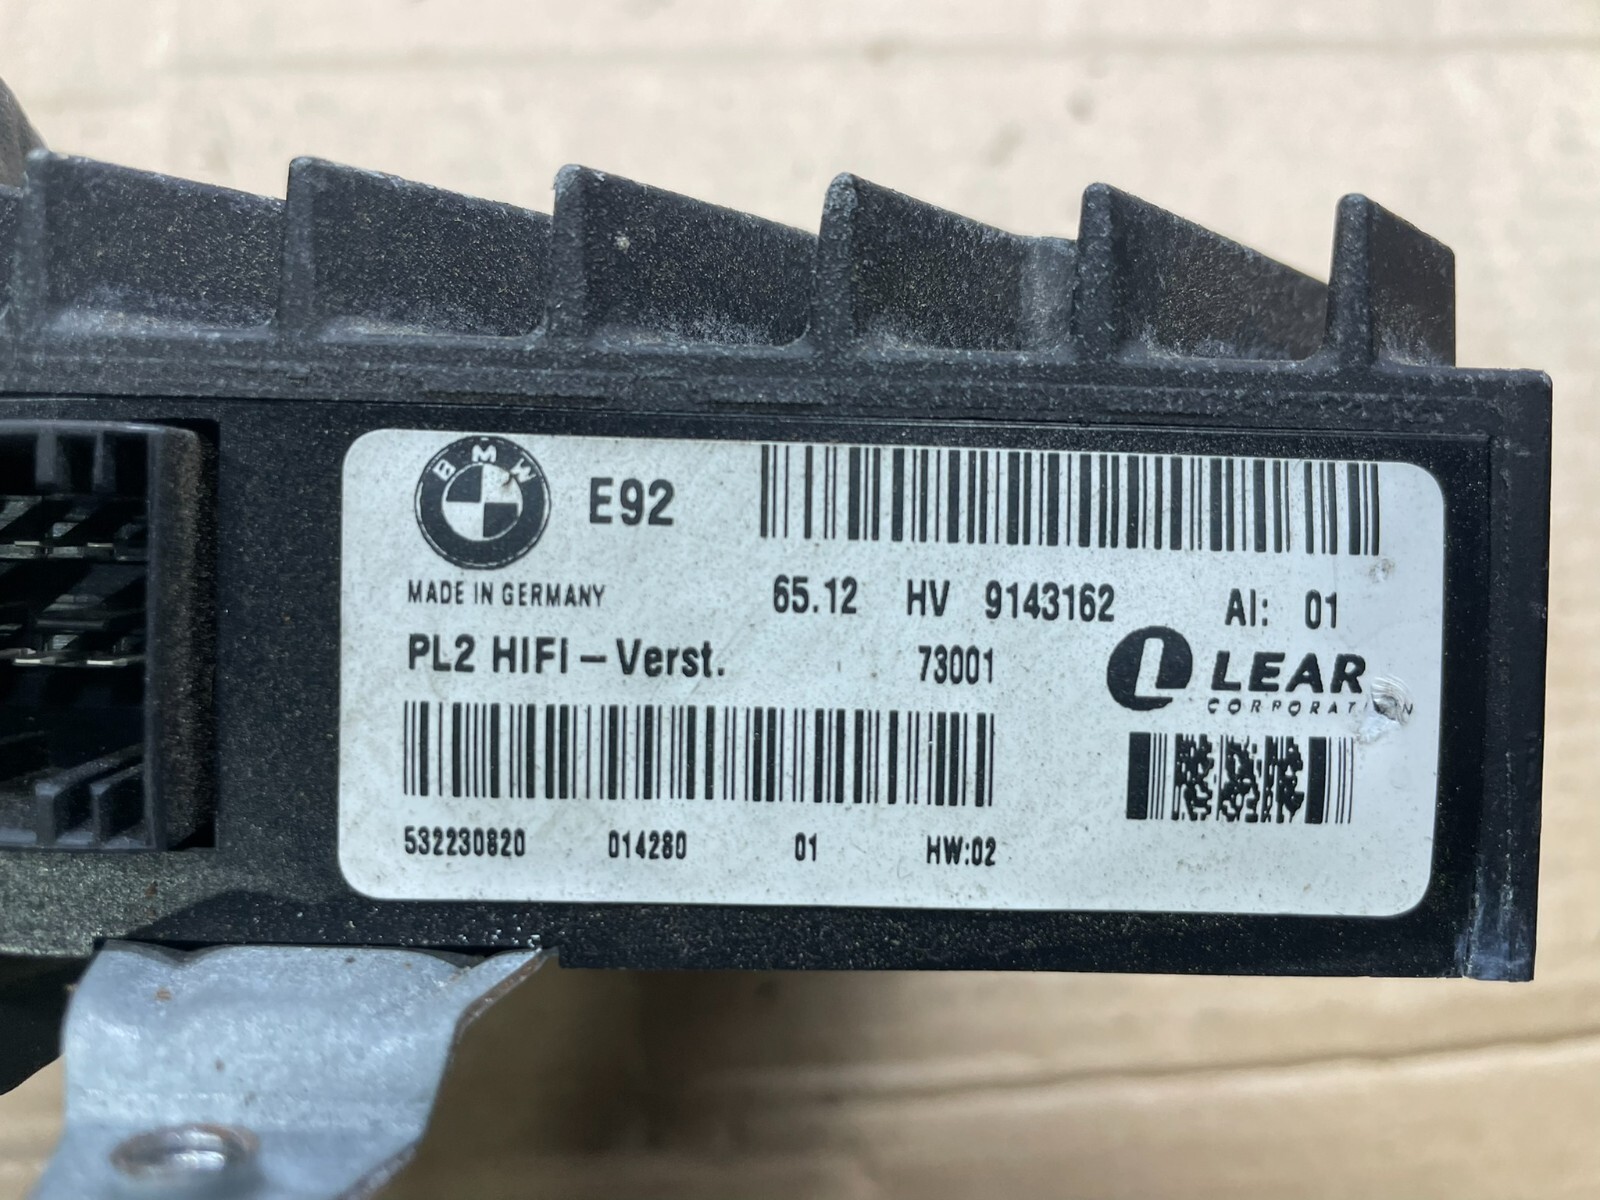 BMW
E92
MADE IN GERMANY
65.12 HV 9143162 AI: 01
PL2 HIFI – Verst. 73001
LEAR
CORPORATION
532230820 014280 01 HW:02